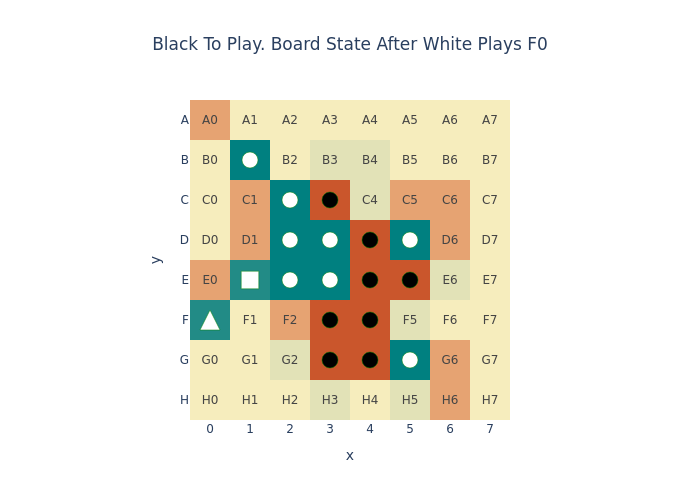 Black To Play. Board State After White Plays F0
A A0 A1 A2 A3 A4 A5 A6 A7
B B0 B2 B3 B4 B5 B6 B7
C C0 C1 C4 C5 C6 C7
D D0 D1 D6 D7
y
E E0 E6 E7
F F1 F2 F5 F6 F7
G G0 G1 G2 G6 G7
H H0 H1 H2 H3 H4 H5 H6 H7
0 1 2 3 4 5 6 7
x